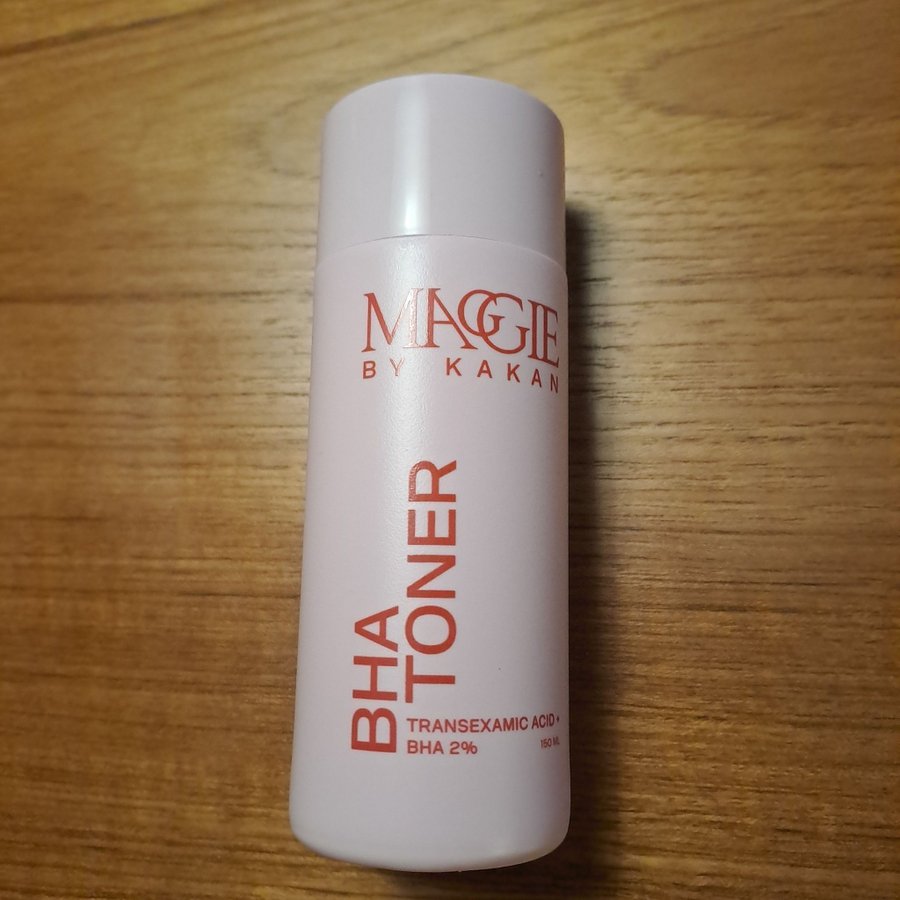 MAGGIE
BY KAKAN
BHA
TONER
TRANSEXAMIC ACID +
BHA 2%
150 ML